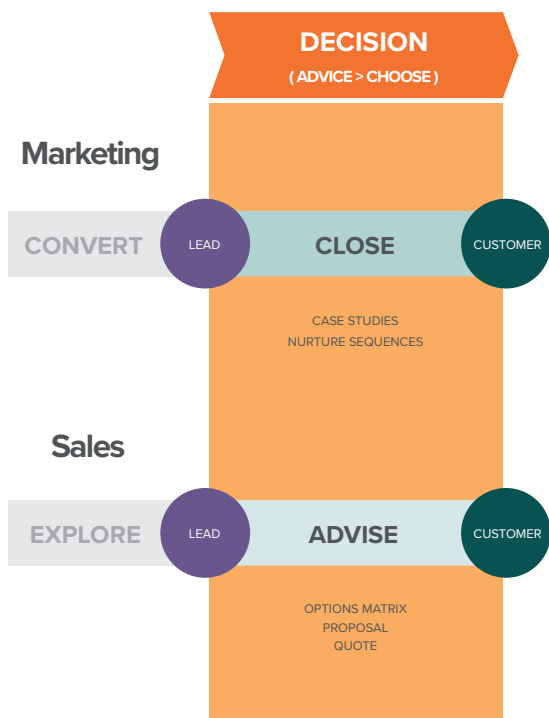 DECISION
( ADVICE > CHOOSE )
Marketing
CONVERT
LEAD
CLOSE
CUSTOMER
CASE STUDIES
NURTURE SEQUENCES
Sales
EXPLORE
LEAD
ADVISE
CUSTOMER
OPTIONS MATRIX
PROPOSAL
QUOTE